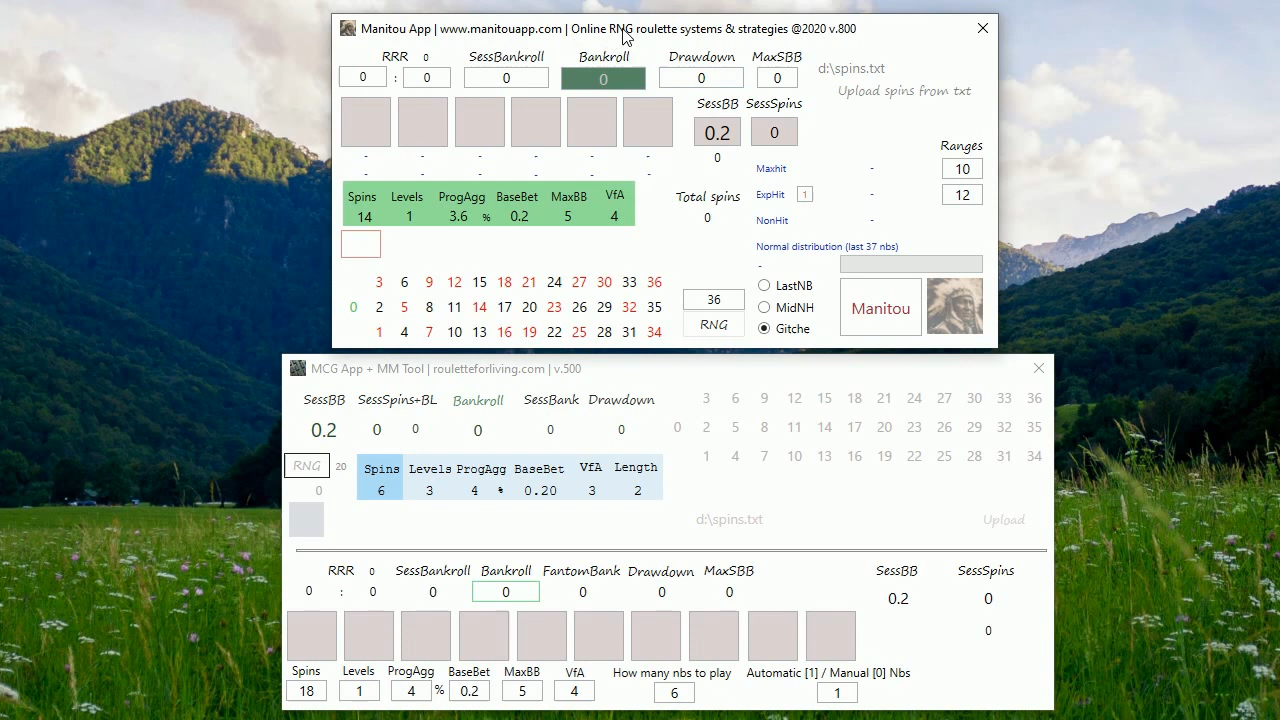 Manitou App | www.manitouapp.com | Online RNG roulette systems & strategies @2020 v.800
RRR 0 SessBankroll Bankroll Drawdown MaxSBB
0 : 0 0 0 0 0 d:\spins.txt
Upload spins from txt
SessBB SessSpins
0.2 0
Ranges
- - - - - - 0
Maxhit - 10
- - - - - -
ExpHit 1 - 12
Spins Levels ProgAgg BaseBet MaxBB VfA Total spins
14 1 3.6 % 0.2 5 4 0
NonHit -
Normal distribution (last 37 nbs)
-
3 6 9 12 15 18 21 24 27 30 33 36
LastNB
0 2 5 8 11 14 17 20 23 26 29 32 35 36
MidNH
Manitou
1 4 7 10 13 16 19 22 25 28 31 34 RNG
Gitche
MCG App + MM Tool | rouletteforliving.com | v.500
SessBB SessSpins+BL Bankroll SessBank Drawdown
3 6 9 12 15 18 21 24 27 30 33 36
0.2 0 0 0 0 0
0 2 5 8 11 14 17 20 23 26 29 32 35
1 4 7 10 13 16 19 22 25 28 31 34
RNG 20 Spins Levels ProgAgg BaseBet VfA Length
0 6 3 4 % 0.20 3 2
d:\spins.txt Upload
RRR 0 SessBankroll Bankroll FantomBank Drawdown MaxSBB SessBB SessSpins
0 : 0 0 0 0 0 0 0.2 0
0
Spins Levels ProgAgg BaseBet MaxBB VfA How many nbs to play Automatic [1] / Manual [0] Nbs
18 1 4 % 0.2 5 4 6 1